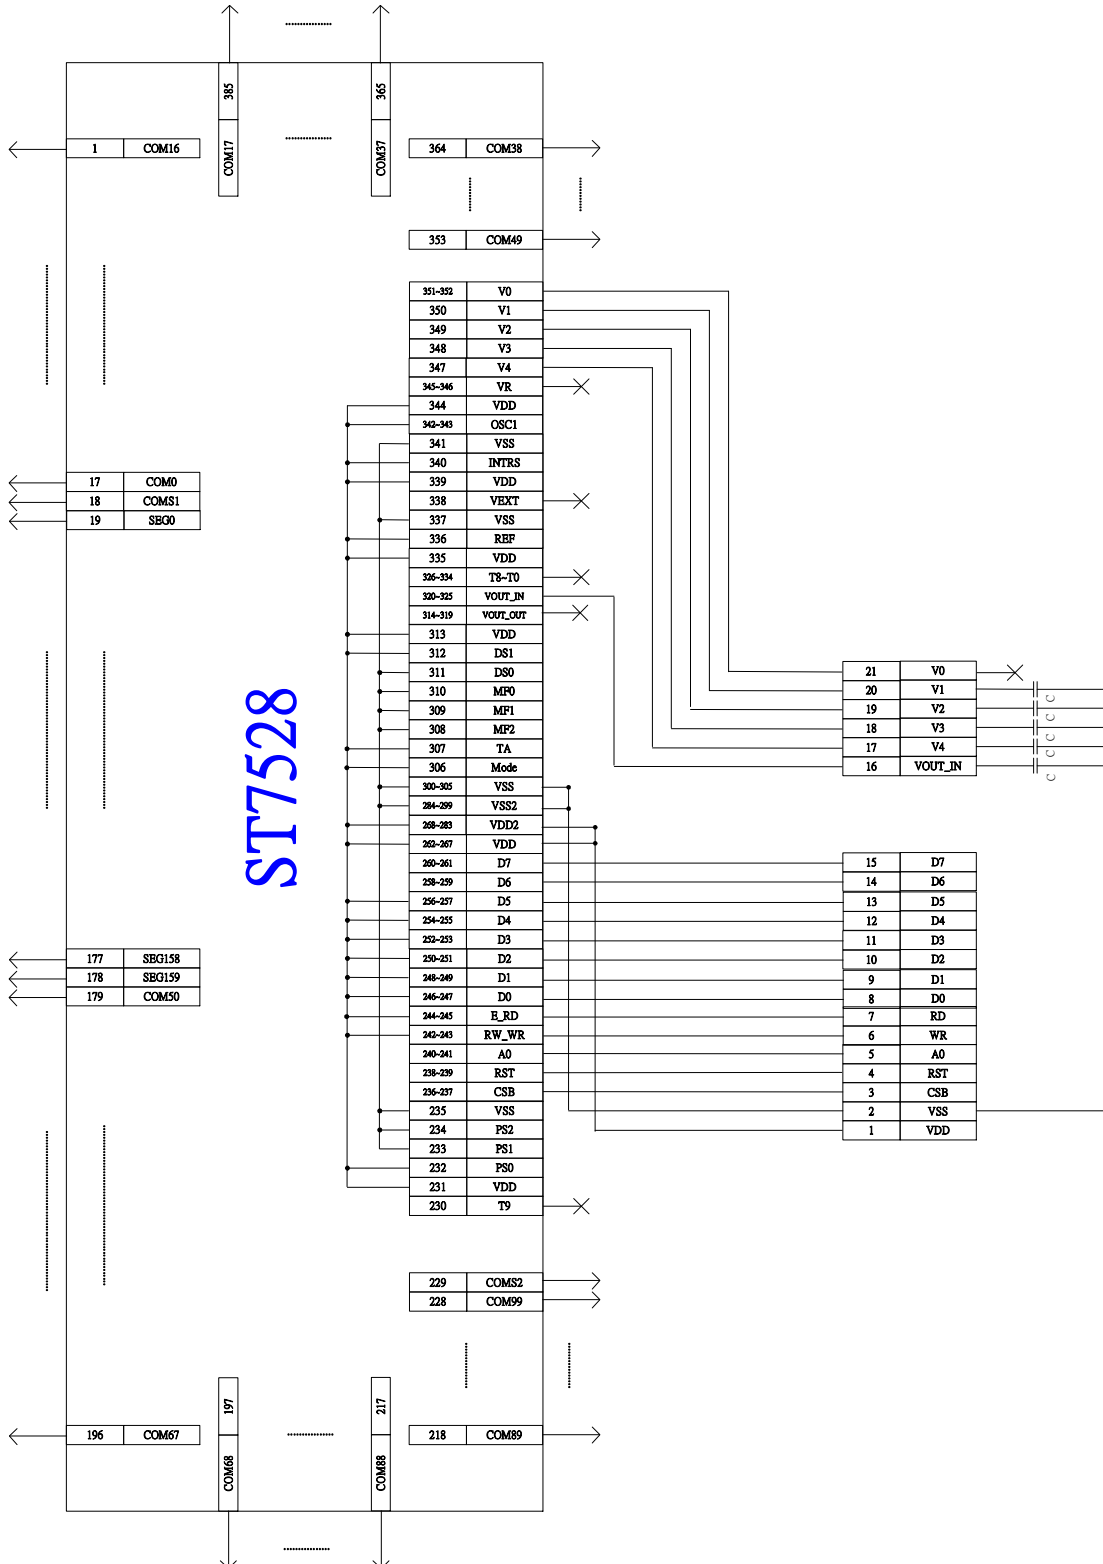 385
365
COM17
COM37
1 COM16
364 COM38
353 COM49
351~352 V0
350 V1
349 V2
348 V3
347 V4
345~346 VR
344 VDD
342~343 OSC1
341 VSS
340 INTRS
339 VDD
338 VEXT
337 VSS
336 REF
335 VDD
326~334 T8~T0
320~325 VOUT_IN
314~319 VOUT_OUT
313 VDD
312 DS1
311 DS0
310 MF0
309 MF1
308 MF2
307 TA
306 Mode
300~305 VSS
284~299 VSS2
268~283 VDD2
262~267 VDD
260~261 D7
258~259 D6
256~257 D5
254~255 D4
252~253 D3
250~251 D2
248~249 D1
246~247 D0
244~245 E_RD
242~243 RW_WR
240~241 A0
238~239 RST
236~237 CSB
235 VSS
234 PS2
233 PS1
232 PS0
231 VDD
230 T9
229 COMS2
228 COM99
218 COM89
17 COM0
18 COMS1
19 SEG0
ST7528
177 SEG158
178 SEG159
179 COM50
196 COM67
197
217
COM68
COM88
21 V0
20 V1
19 V2
18 V3
17 V4
16 VOUT_IN
C
C
C
C
C
15 D7
14 D6
13 D5
12 D4
11 D3
10 D2
9 D1
8 D0
7 RD
6 WR
5 A0
4 RST
3 CSB
2 VSS
1 VDD